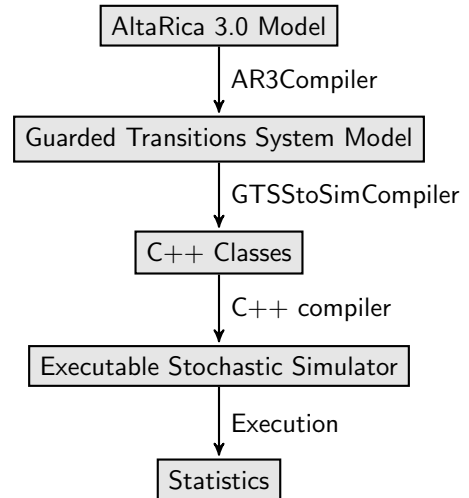 AltaRica 3.0 Model
AR3Compiler
Guarded Transitions System Model
GTSStoSimCompiler
C++ Classes
C++ compiler
Executable Stochastic Simulator
Execution
Statistics